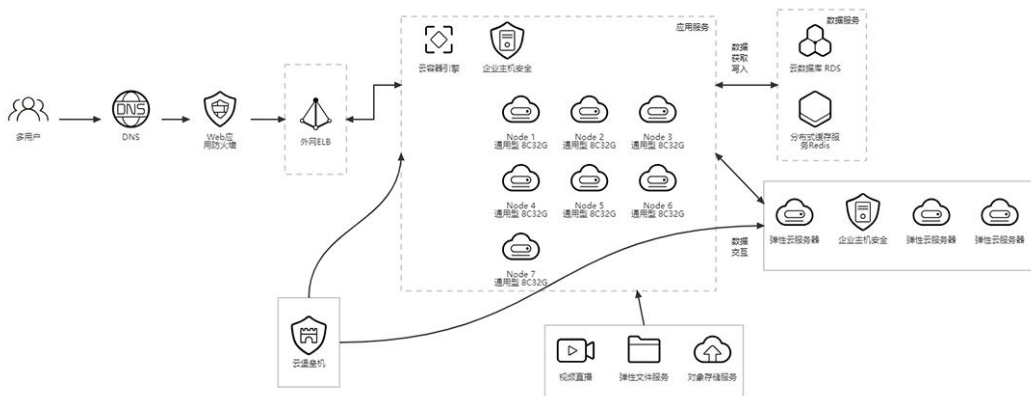 多用户
DNS
DNS
Web应
用防火墙
外网ELB
应用服务
云容器引擎
企业主机安全
Node 1
通用型 8C32G
Node 2
通用型 8C32G
Node 3
通用型 8C32G
Node 4
通用型 8C32G
Node 5
通用型 8C32G
Node 6
通用型 8C32G
Node 7
通用型 8C32G
数据
获取
写入
数据服务
云数据库 RDS
分布式缓存服
务Redis
弹性云服务器
企业主机安全
弹性云服务器
弹性云服务器
数据
交互
云堡垒机
视频直播
弹性文件服务
对象存储服务